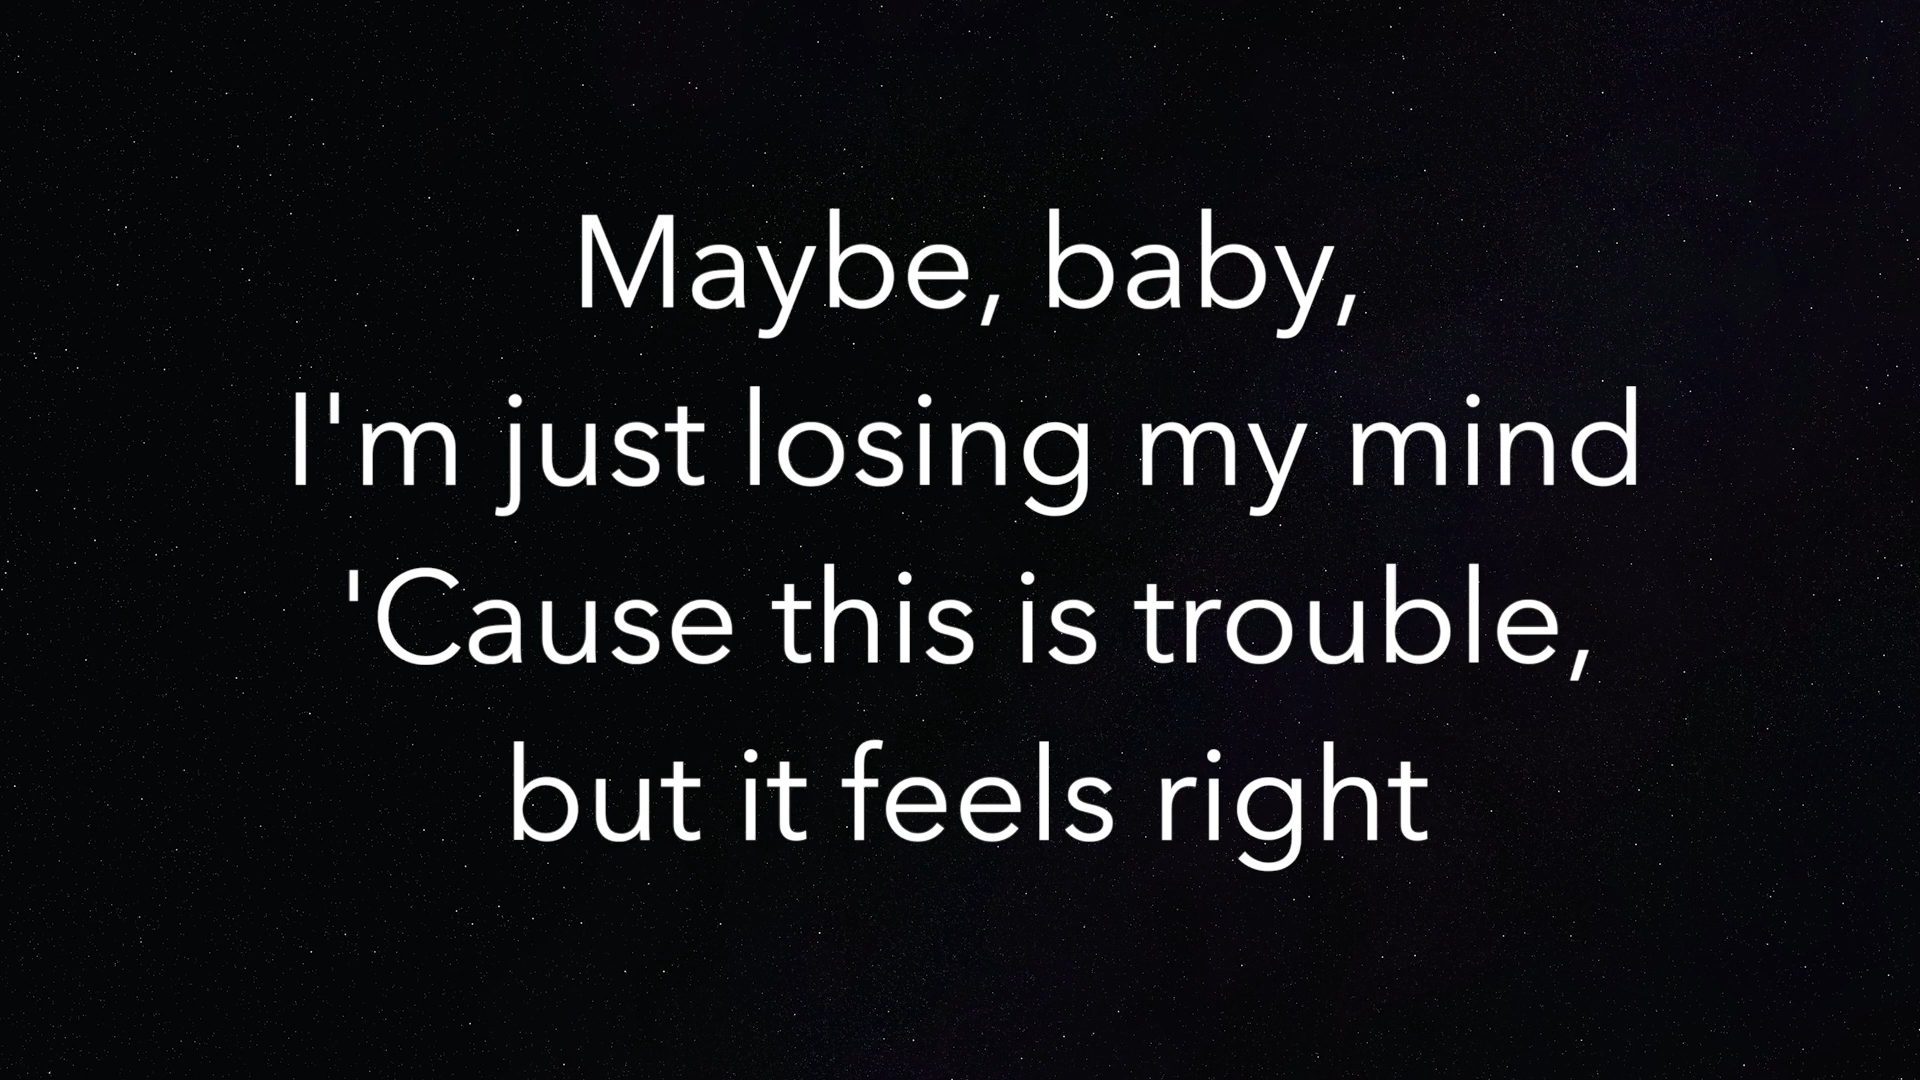 Maybe, baby,
I'm just losing my mind
'Cause this is trouble,
but it feels right